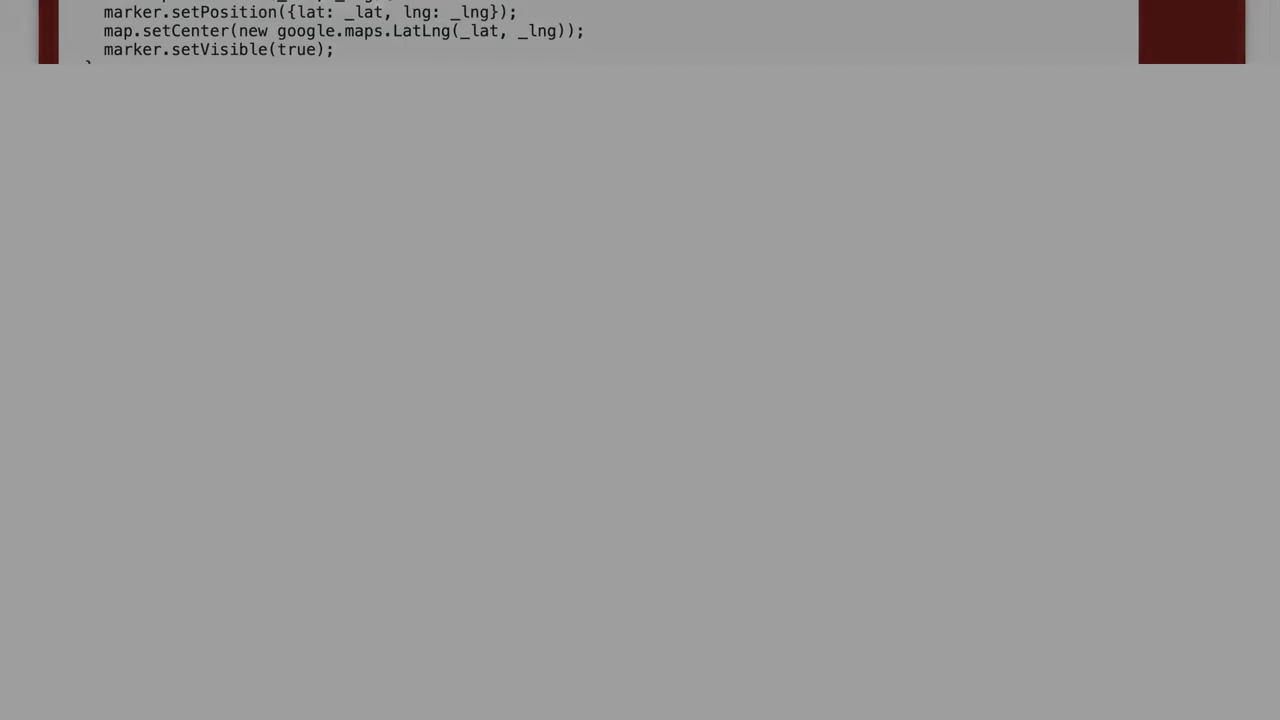 marker.setPosition({lat: _lat, lng: _lng});
map.setCenter(new google.maps.LatLng(_lat, _lng));
marker.setVisible(true);
}